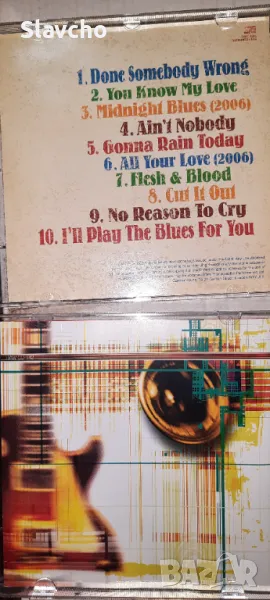 Slavcho
1. Done Somebody Wrong
2. You Know My Love
3. Midnight Blues (2006)
4. Ain't Nobody
5. Gonna Rain Today
6. All Your Love (2006)
7. Flesh & Blood
8. Cut It Out
9. No Reason To Cry
10. I'll Play The Blues For You
BAZAR